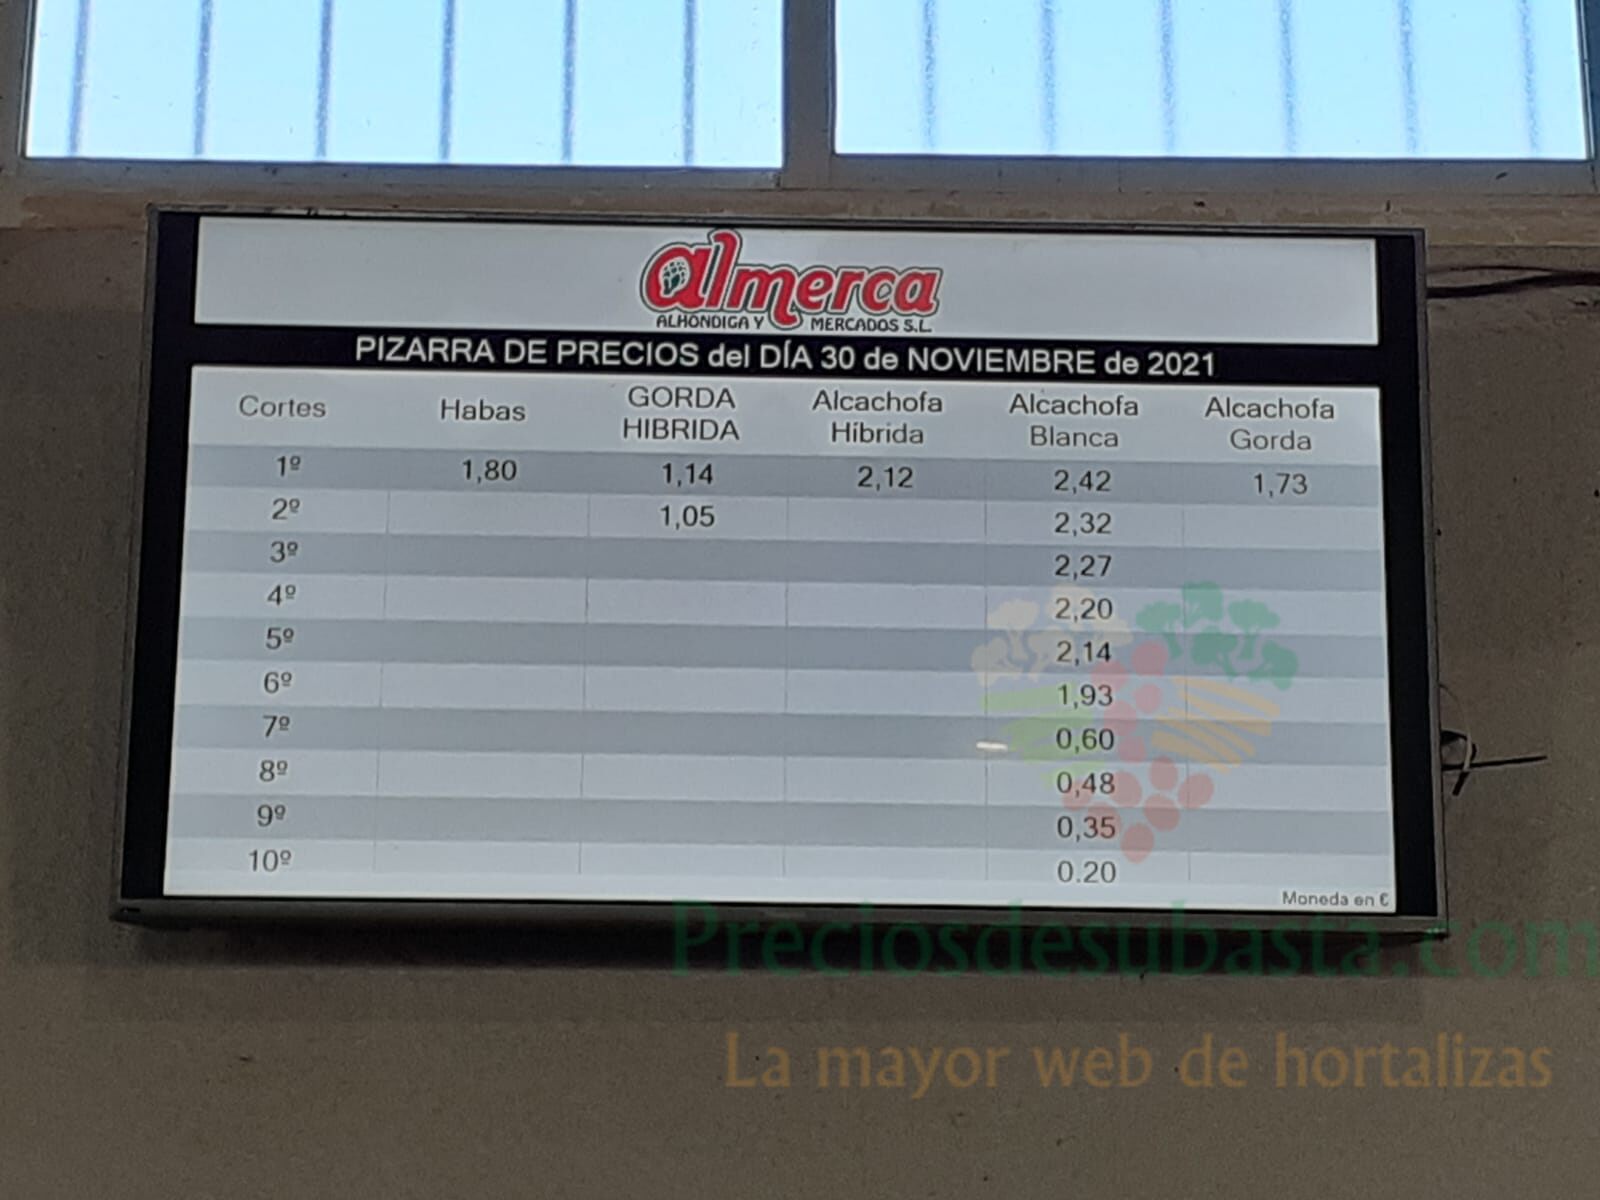 almerca
ALHONDIGA Y MERCADOS S.L.
PIZARRA DE PRECIOS del DÍA 30 de NOVIEMBRE de 2021
Cortes Habas GORDA HIBRIDA Alcachofa Híbrida Alcachofa Blanca Alcachofa Gorda
1º 1,80 1,14 2,12 2,42 1,73
2º 1,05 2,32
3º 2,27
4º 2,20
5º 2,14
6º 1,93
7º 0,60
8º 0,48
9º 0,35
10º 0.20
Moneda en €
Preciosdesubasta.com
La mayor web de hortalizas